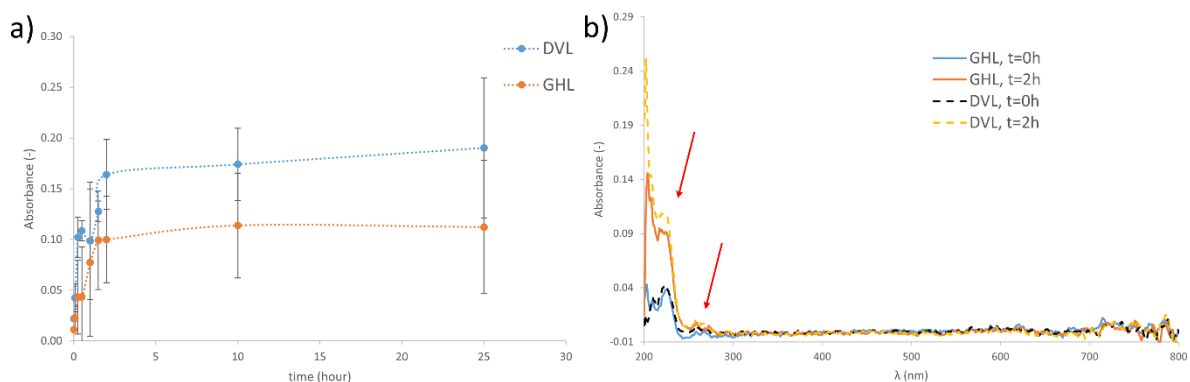 a)
0.30
0.25
0.20
0.15
0.10
0.05
0.00
Absorbance (-)
0 5 10 15 20 25 30
time (hour)
DVL
GHL
b)
0.29
0.24
0.19
0.14
0.09
0.04
-0.01
Absorbance (-)
200 300 400 500 600 700 800
λ (nm)
GHL, t=0h
GHL, t=2h
DVL, t=0h
DVL, t=2h